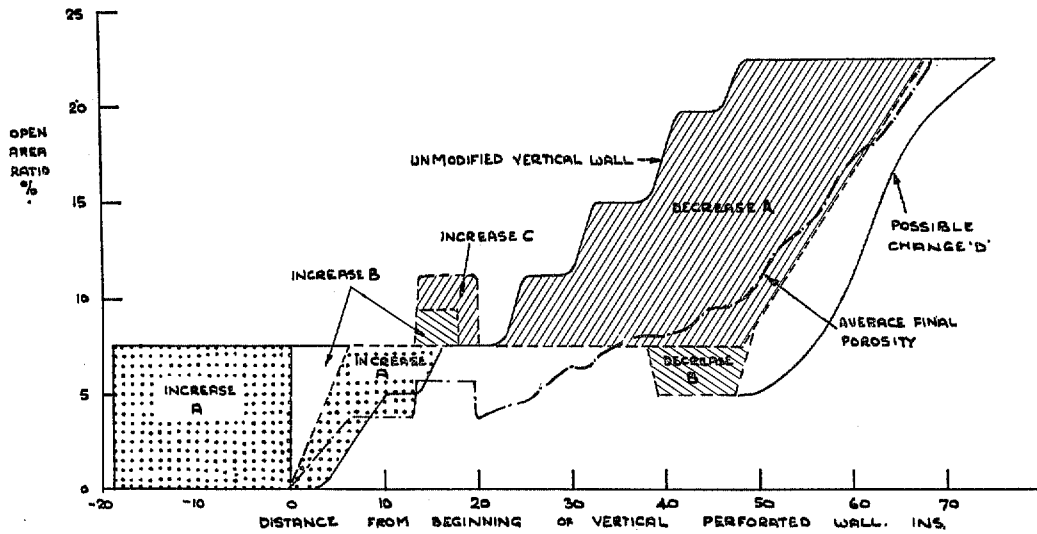 25
20
15
10
5
0
OPEN
AREA
RATIO
%
UNMODIFIED VERTICAL WALL
DECREASE A
INCREASE C
INCREASE B
POSSIBLE
CHANGE 'D'
AVERAGE FINAL
POROSITY
INCREASE
A
INCREASE
A
DECREASE
B
-20 -10 0 10 20 30 40 50 60 70
DISTANCE FROM BEGINNING OF VERTICAL PERFORATED WALL. INS.